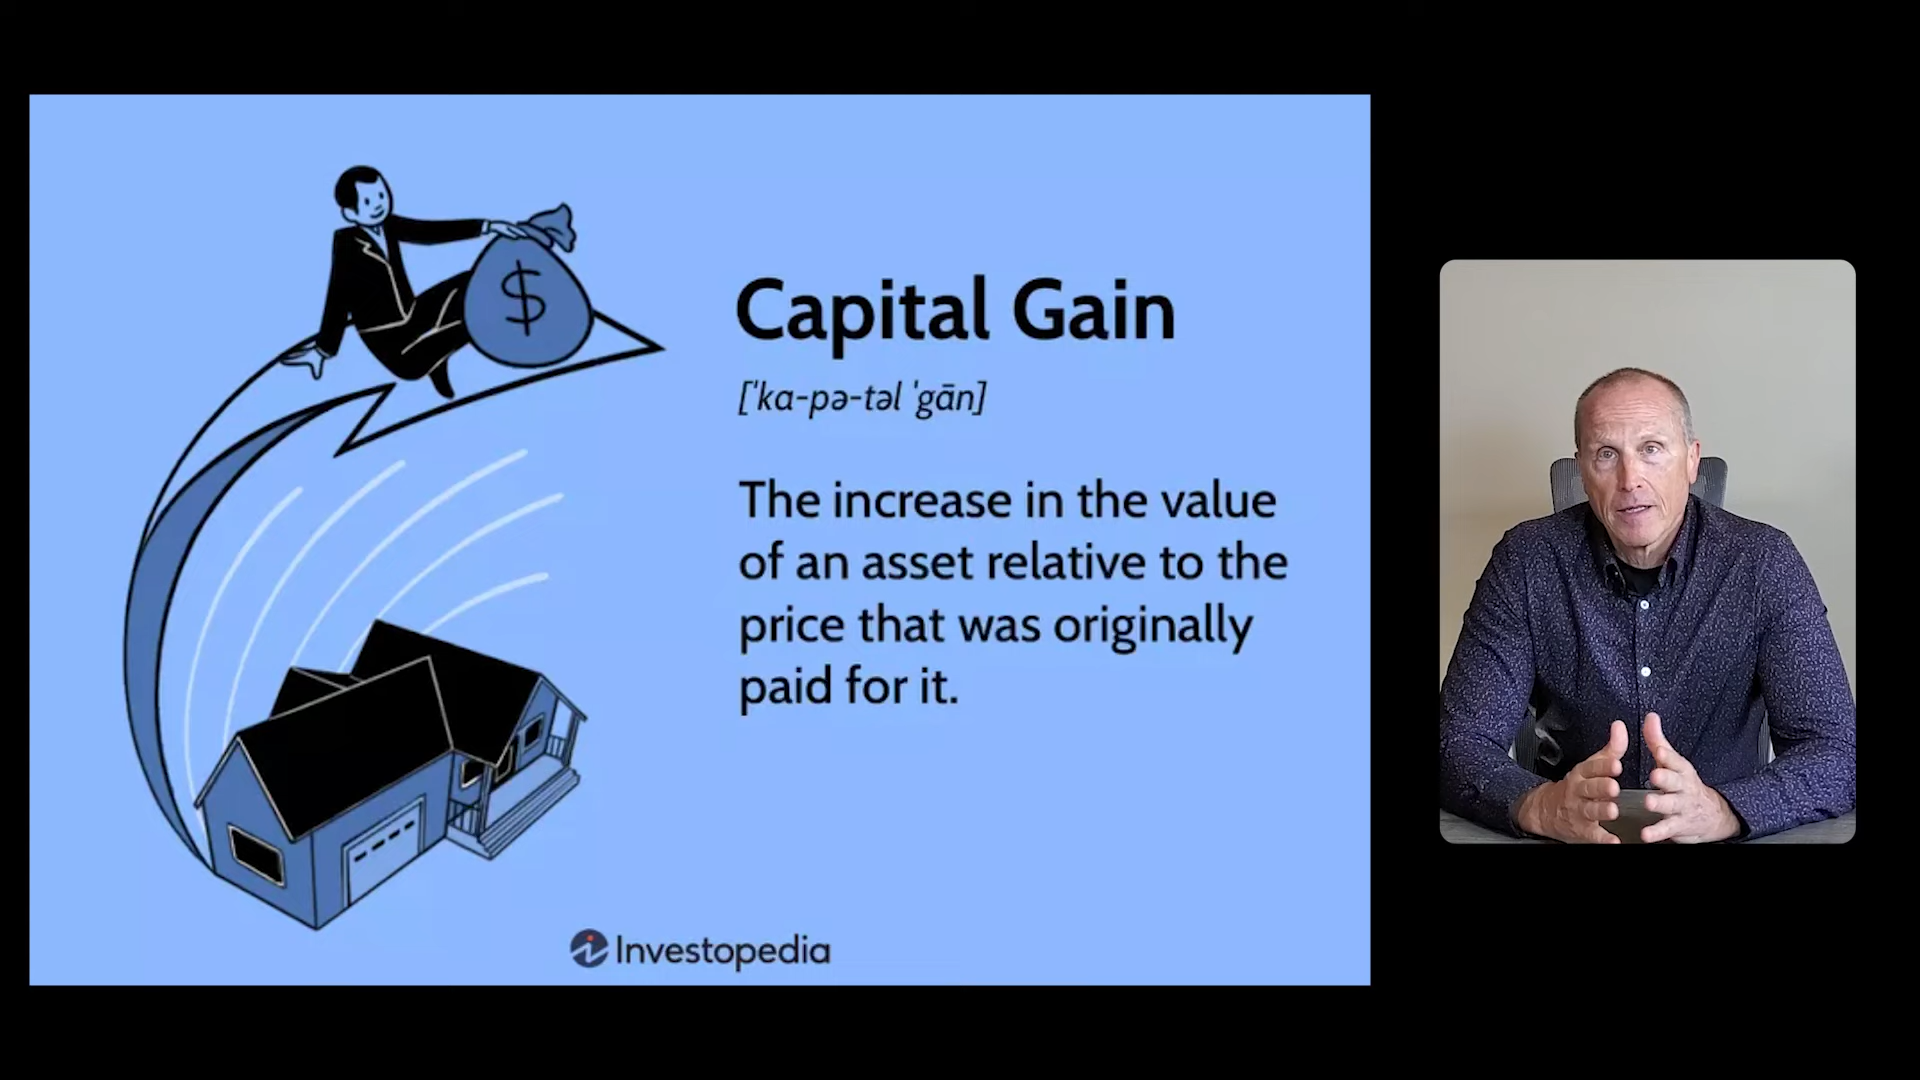 $
Capital Gain
['ka-pə-təl 'gān]
The increase in the value
of an asset relative to the
price that was originally
paid for it.
Investopedia